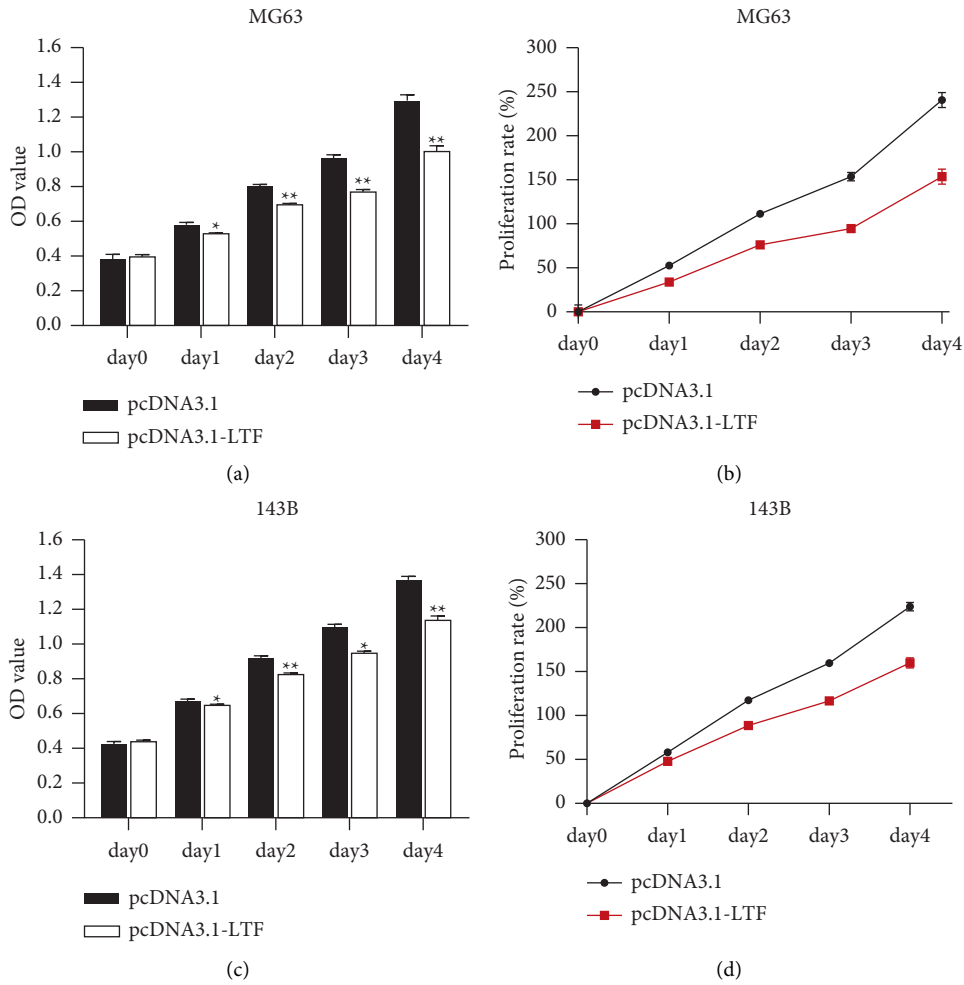 MG63
1.6
1.4
1.2
1.0
0.8
0.6
0.4
0.2
0.0
OD value
*
**
**
**
day0 day1 day2 day3 day4
pcDNA3.1
pcDNA3.1-LTF
(a)
MG63
300
250
200
150
100
50
0
Proliferation rate (%)
day0 day1 day2 day3 day4
pcDNA3.1
pcDNA3.1-LTF
(b)
143B
1.6
1.4
1.2
1.0
0.8
0.6
0.4
0.2
0.0
OD value
*
**
*
**
day0 day1 day2 day3 day4
pcDNA3.1
pcDNA3.1-LTF
(c)
143B
300
250
200
150
100
50
0
Proliferation rate (%)
day0 day1 day2 day3 day4
pcDNA3.1
pcDNA3.1-LTF
(d)